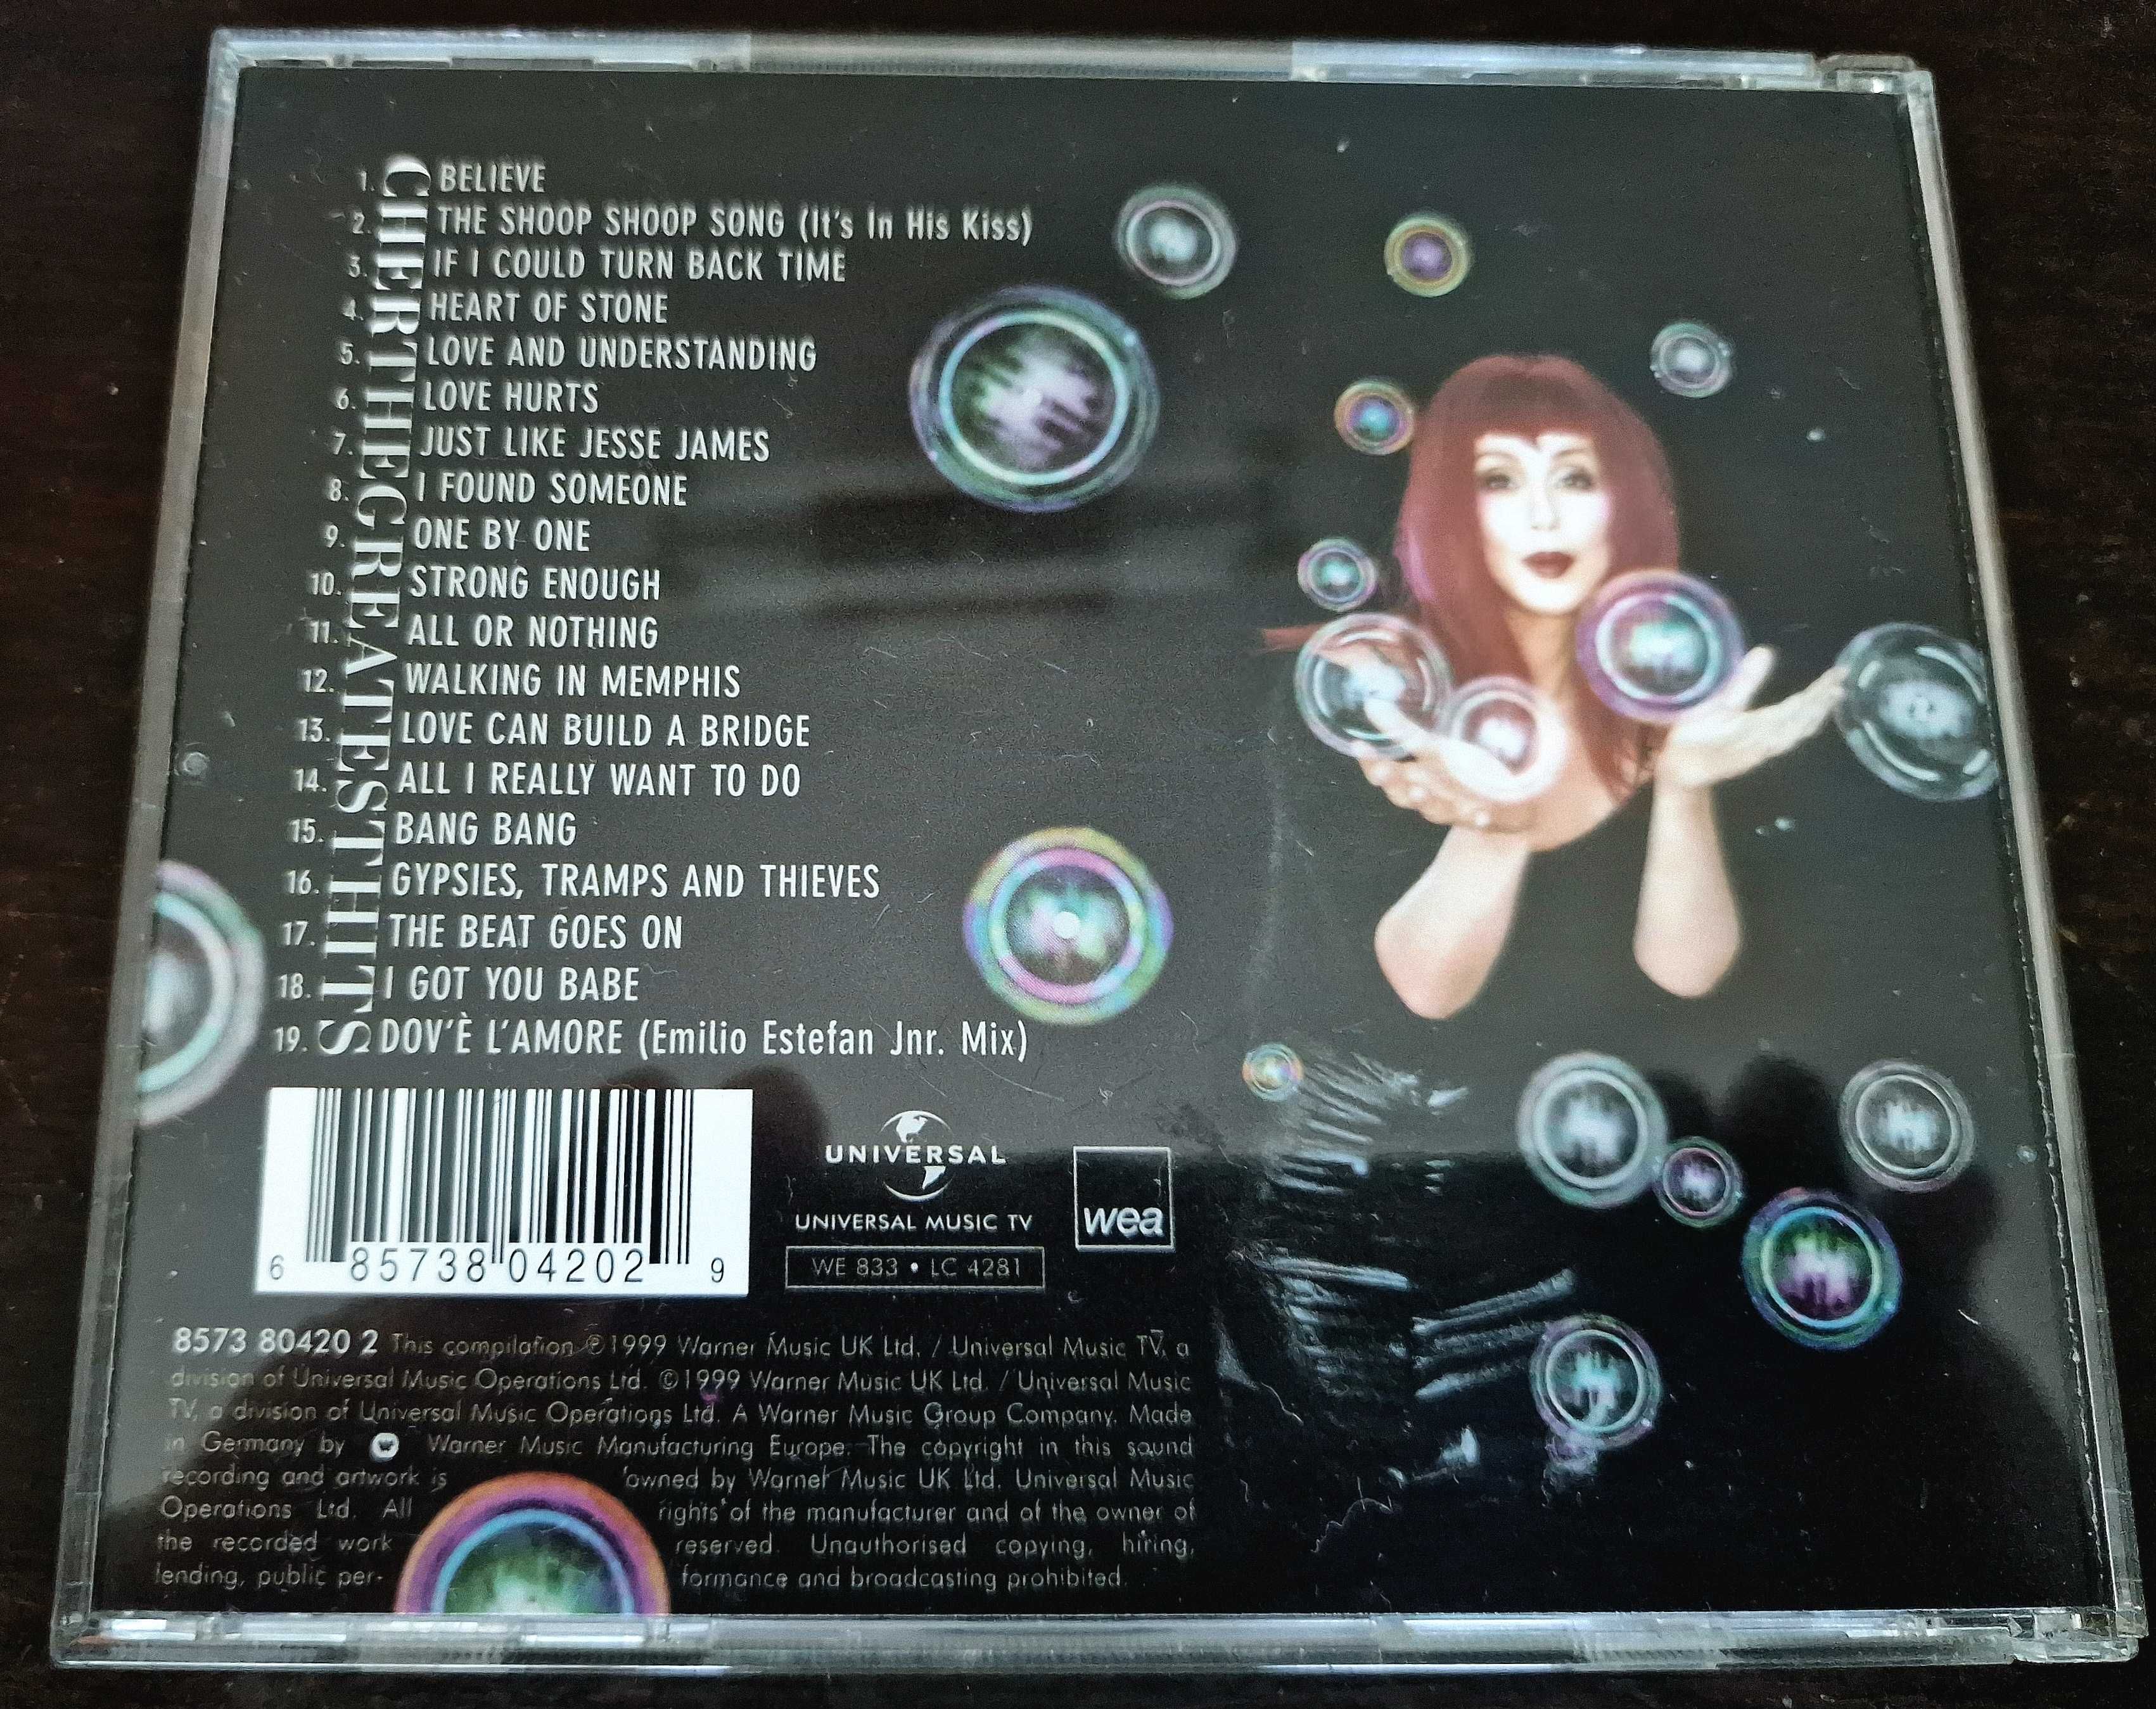 CHER THE GREATEST HITS
1. BELIEVE
2. THE SHOOP SHOOP SONG (It's In His Kiss)
3. IF I COULD TURN BACK TIME
4. HEART OF STONE
5. LOVE AND UNDERSTANDING
6. LOVE HURTS
7. JUST LIKE JESSE JAMES
8. I FOUND SOMEONE
9. ONE BY ONE
10. STRONG ENOUGH
11. ALL OR NOTHING
12. WALKING IN MEMPHIS
13. LOVE CAN BUILD A BRIDGE
14. ALL I REALLY WANT TO DO
15. BANG BANG
16. GYPSIES, TRAMPS AND THIEVES
17. THE BEAT GOES ON
18. I GOT YOU BABE
19. DOV'È L'AMORE (Emilio Estefan Jnr. Mix)
6 85738 04202 9
UNIVERSAL
UNIVERSAL MUSIC TV
WE 833 • LC 4281
wea
8573 80420 2 This compilation ℗1999 Warner Music UK Ltd. / Universal Music TV, a
division of Universal Music Operations Ltd. ©1999 Warner Music UK Ltd. / Universal Music
TV, a division of Universal Music Operations Ltd. A Warner Music Group Company. Made
in Germany by Warner Music Manufacturing Europe. The copyright in this sound
recording and artwork is owned by Warner Music UK Ltd. Universal Music
Operations Ltd. All rights of the manufacturer and of the owner of
the recorded work reserved. Unauthorised copying, hiring,
lending, public per- formance and broadcasting prohibited.